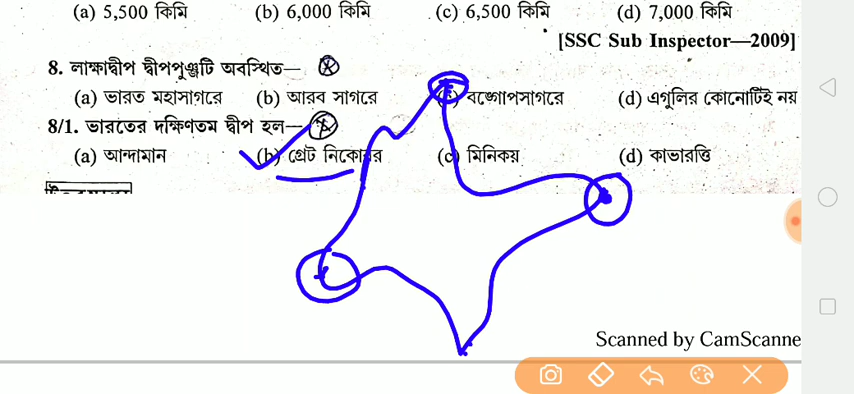 (a) 5,500 কিমি (b) 6,000 কিমি (c) 6,500 কিমি (d) 7,000 কিমি
[SSC Sub Inspector—2009]
8. লাক্ষাদ্বীপ দ্বীপপুঞ্জটি অবস্থিত—
(a) ভারত মহাসাগরে (b) আরব সাগরে (c) বঙ্গোপসাগরে (d) এগুলির কোনোটিই নয়
8/1. ভারতের দক্ষিণতম দ্বীপ হল—
(a) আন্দামান (b) গ্রেট নিকোবর (c) মিনিকয় (d) কাভারত্তি
Scanned by CamScanne